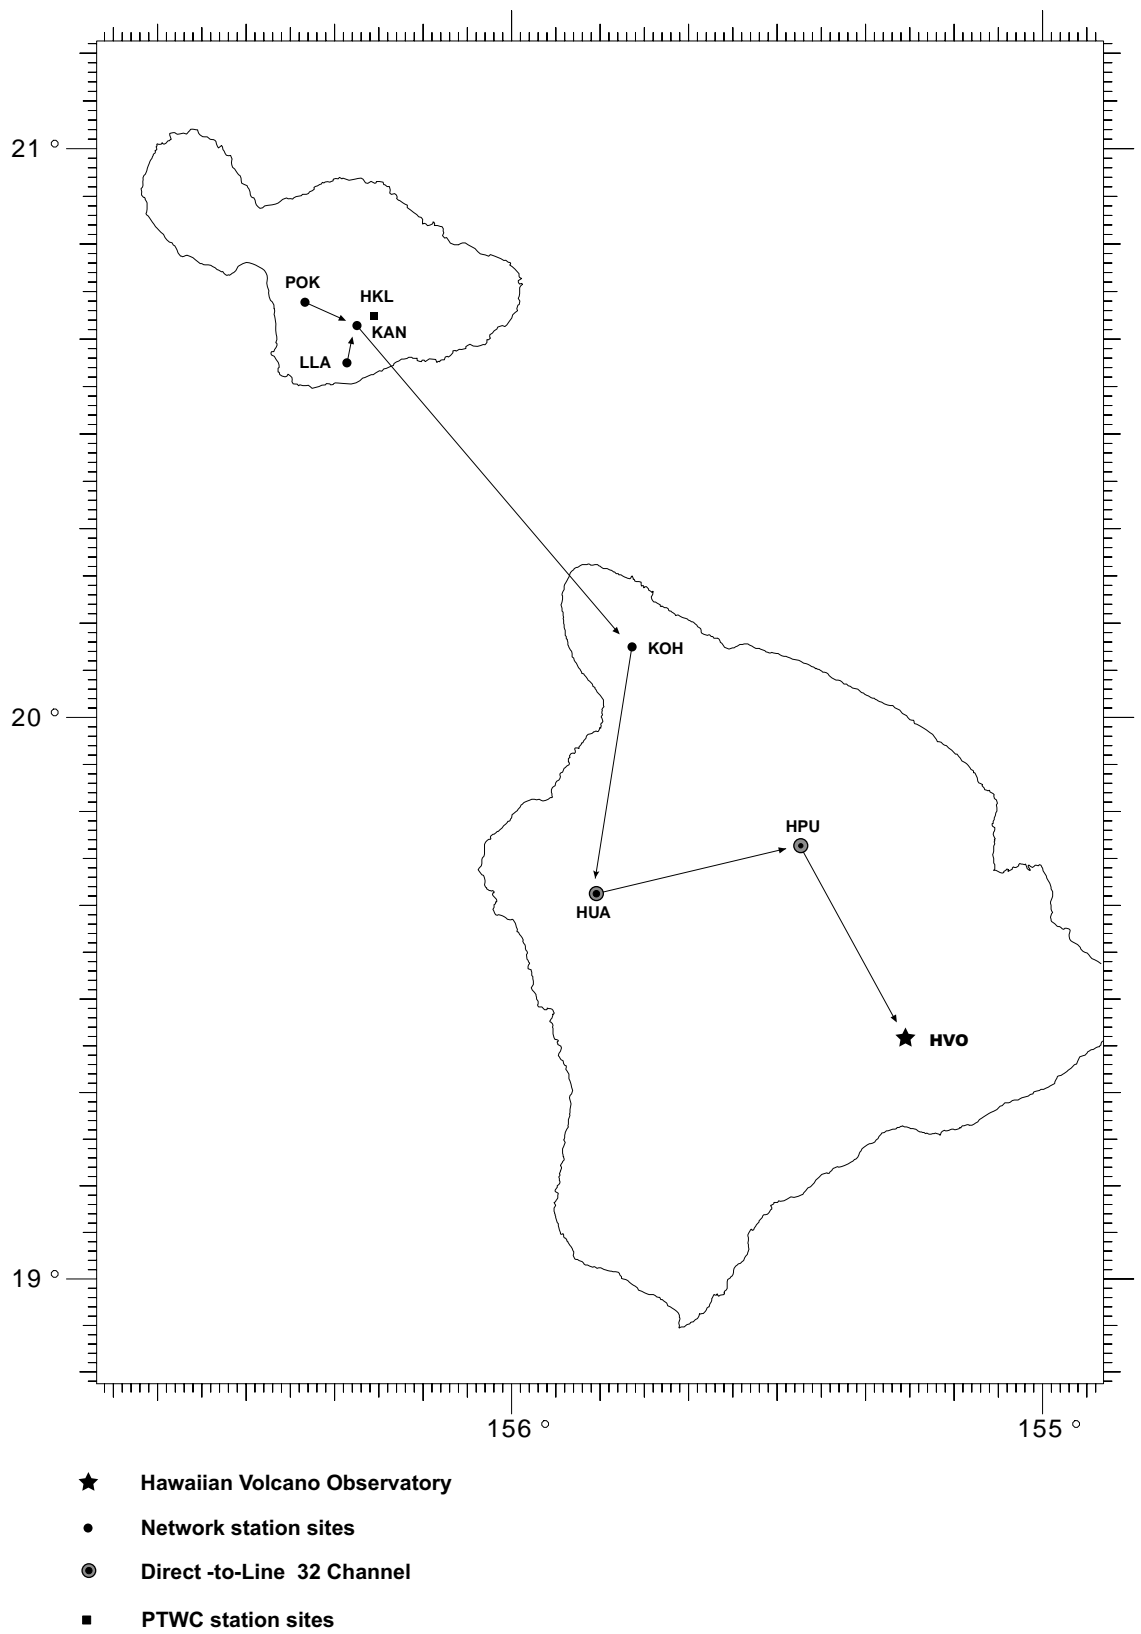 21 °
POK
HKL
KAN
LLA
KOH
20 °
HPU
HUA
HVO
19 °
156 ° 155 °
Hawaiian Volcano Observatory
Network station sites
Direct -to-Line 32 Channel
PTWC station sites